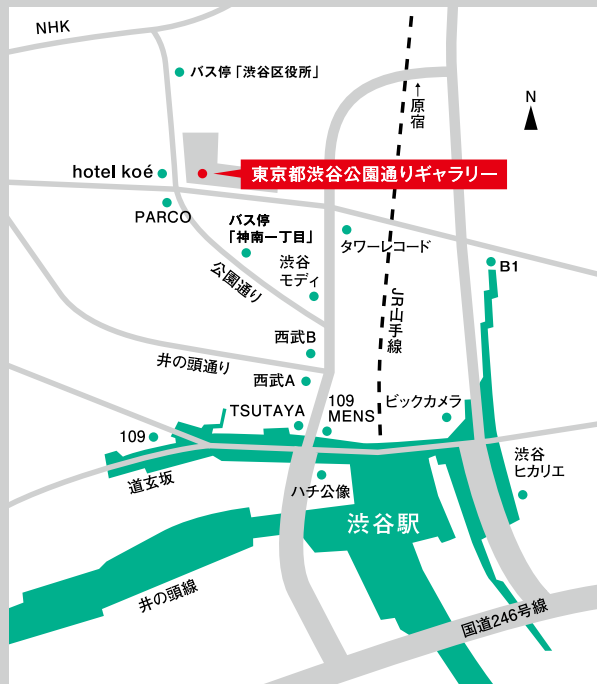 NHK
バス停「渋谷区役所」
↑原宿
N
hotel koé
東京都渋谷公園通りギャラリー
PARCO
バス停
「神南一丁目」
タワーレコード
渋谷
モディ
公園通り
B1
JR山手線
西武B
井の頭通り
西武A
TSUTAYA
109
MENS
ビックカメラ
109
道玄坂
ハチ公像
渋谷
ヒカリエ
渋谷駅
井の頭線
国道246号線